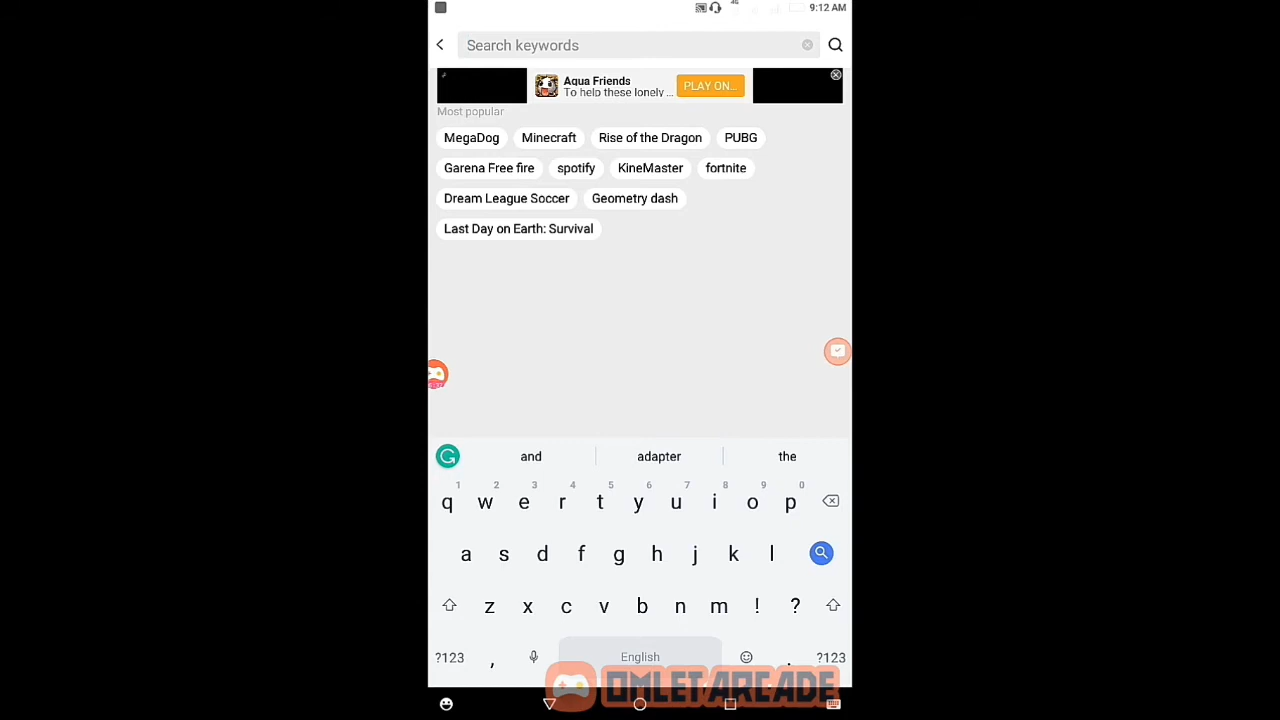 9:12 AM
Search keywords
Aqua Friends
To help these lonely ...
PLAY ON...
Most popular
MegaDog Minecraft Rise of the Dragon PUBG
Garena Free fire spotify KineMaster fortnite
Dream League Soccer Geometry dash
Last Day on Earth: Survival
and adapter the
1 2 3 4 5 6 7 8 9 0
q w e r t y u i o p
a s d f g h j k l
z x c v b n m ! ?
?123 , English . ?123
OMLET ARCADE